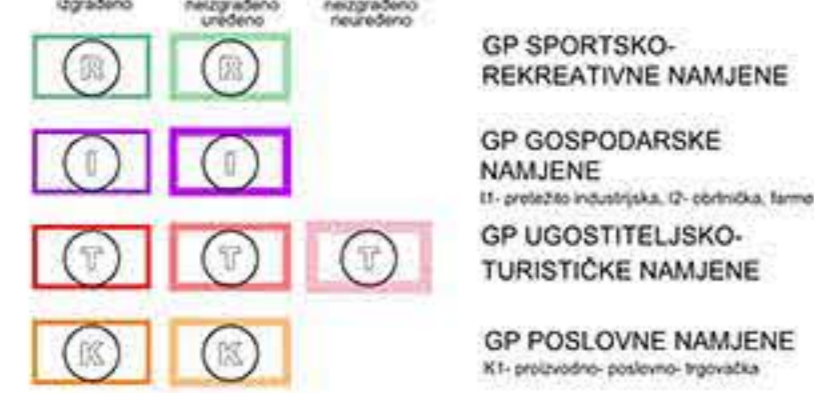 izgrađeno neizgrađeno neizgrađeno
uređeno neuređeno
R R GP SPORTSKO-
REKREATIVNE NAMJENE
I I GP GOSPODARSKE
NAMJENE
I1- pretežito industrijska, I2- obrtnička, farme
T T T GP UGOSTITELJSKO-
TURISTIČKE NAMJENE
K K GP POSLOVNE NAMJENE
K1- proizvodno- poslovno- trgovačka